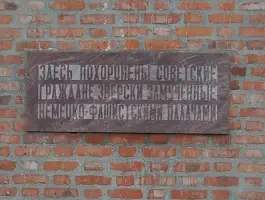 ЗДЕСЬ ПОХОРОНЕНЫ СОВЕТСКИЕ
ГРАЖДАНЕ ЗВЕРСКИ ЗАМУЧЕННЫЕ
НЕМЕЦКО-ФАШИСТСКИМИ ПАЛАЧАМИ